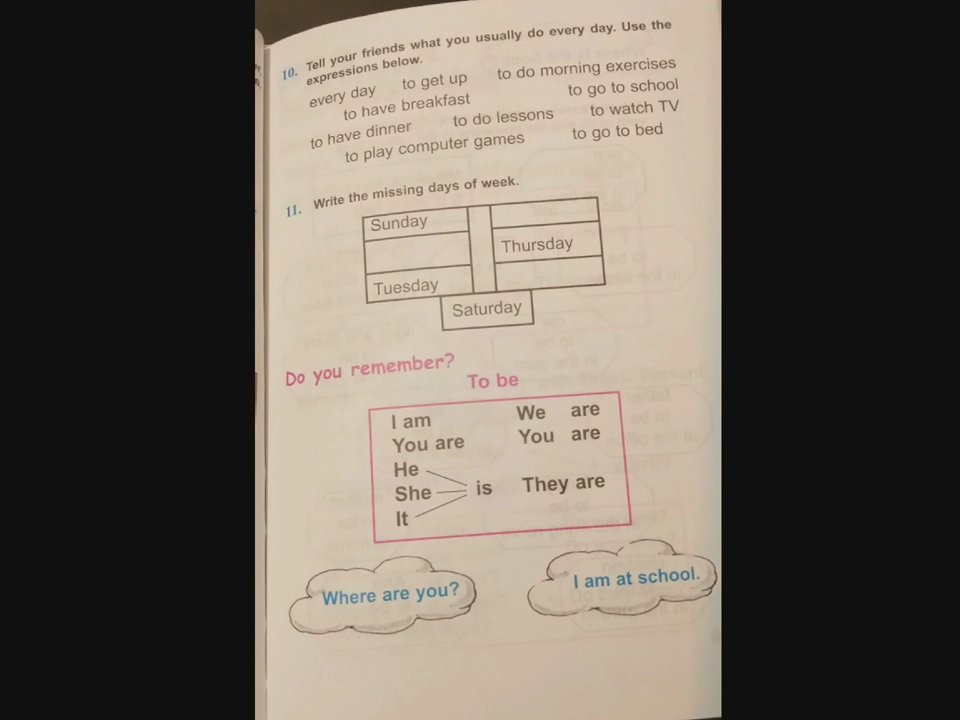 10. Tell your friends what you usually do every day. Use the
expressions below.
every day to get up to do morning exercises
to have breakfast to go to school
to have dinner to do lessons to watch TV
to play computer games to go to bed
11. Write the missing days of week.
Sunday
Thursday
Tuesday
Saturday
Do you remember?
To be
I am We are
You are You are
He
She is They are
It
Where are you? I am at school.